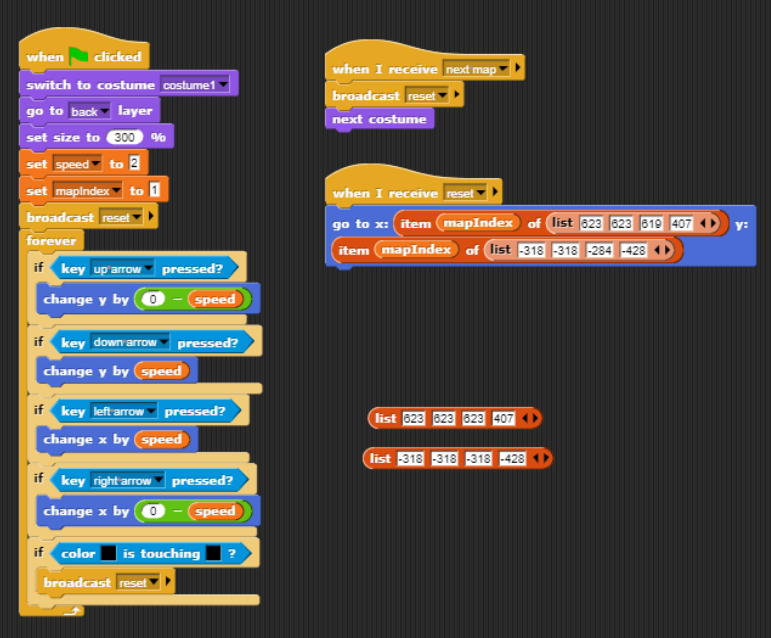 when clicked
switch to costume costume1
go to back layer
set size to 300 %
set speed to 2
set mapIndex to 1
broadcast reset
forever
if key up arrow pressed?
change y by 0 - speed
if key down arrow pressed?
change y by speed
if key left arrow pressed?
change x by speed
if key right arrow pressed?
change x by 0 - speed
if color is touching ?
broadcast reset
when I receive next map
broadcast reset
next costume
when I receive reset
go to x: item mapIndex of list 623 623 619 407 y:
item mapIndex of list -318 -318 -284 -428
list 623 623 623 407
list -318 -318 -318 -428